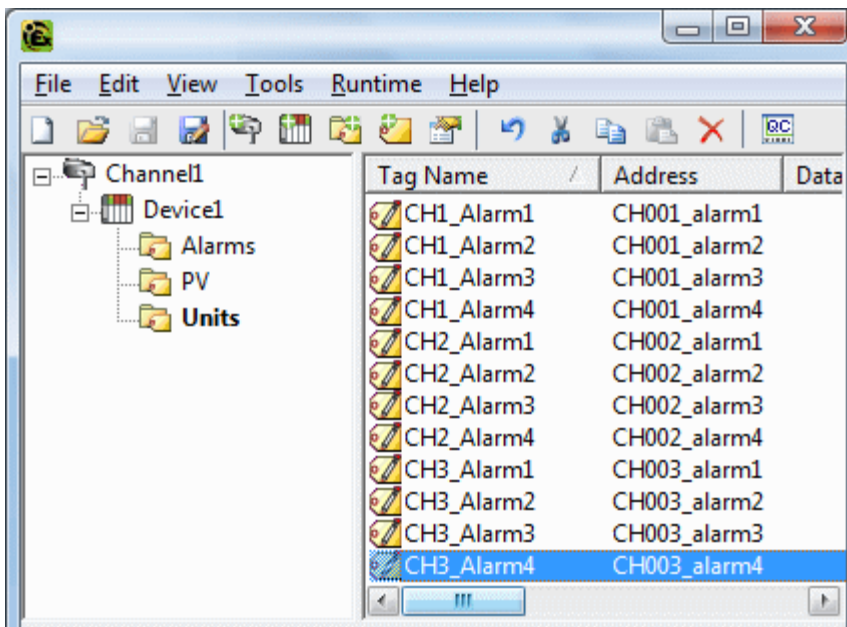 File Edit View Tools Runtime Help
QC
Channel1
Device1
Alarms
PV
Units
Tag Name Address Data
CH1_Alarm1 CH001_alarm1
CH1_Alarm2 CH001_alarm2
CH1_Alarm3 CH001_alarm3
CH1_Alarm4 CH001_alarm4
CH2_Alarm1 CH002_alarm1
CH2_Alarm2 CH002_alarm2
CH2_Alarm3 CH002_alarm3
CH2_Alarm4 CH002_alarm4
CH3_Alarm1 CH003_alarm1
CH3_Alarm2 CH003_alarm2
CH3_Alarm3 CH003_alarm3
CH3_Alarm4 CH003_alarm4